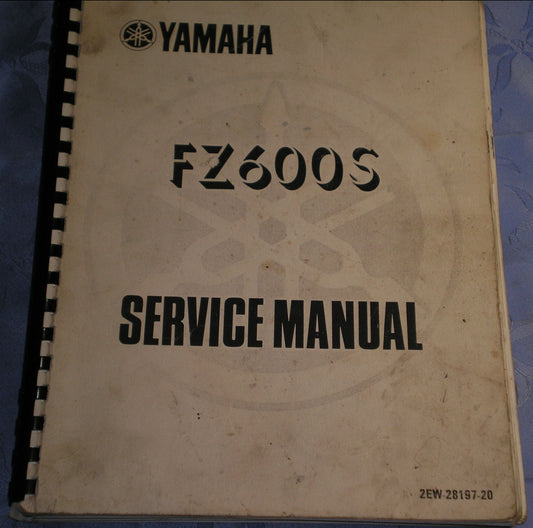 YAMAHA
FZ600S
SERVICE MANUAL
2EW-28197-20